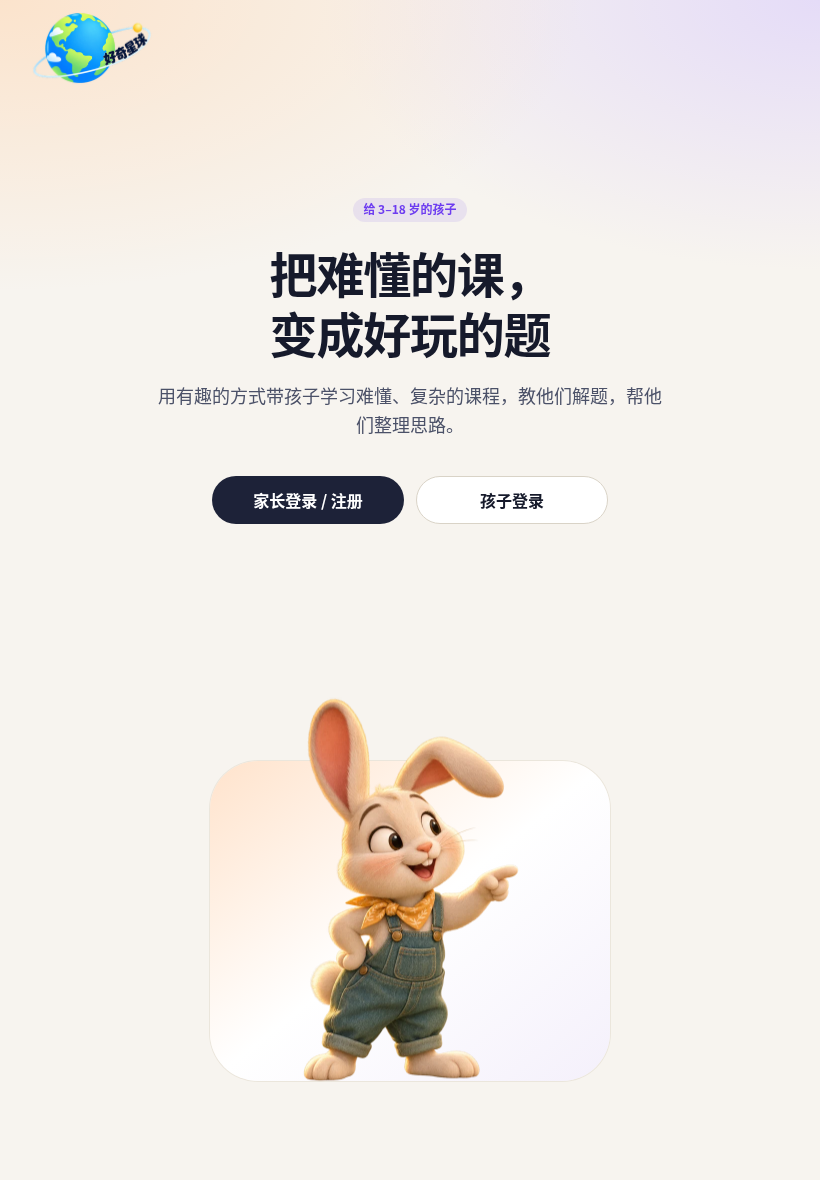 好奇星球
给 3–18 岁的孩子
把难懂的课，
变成好玩的题
用有趣的方式带孩子学习难懂、复杂的课程，教他们解题，帮他
们整理思路。
家长登录 / 注册
孩子登录